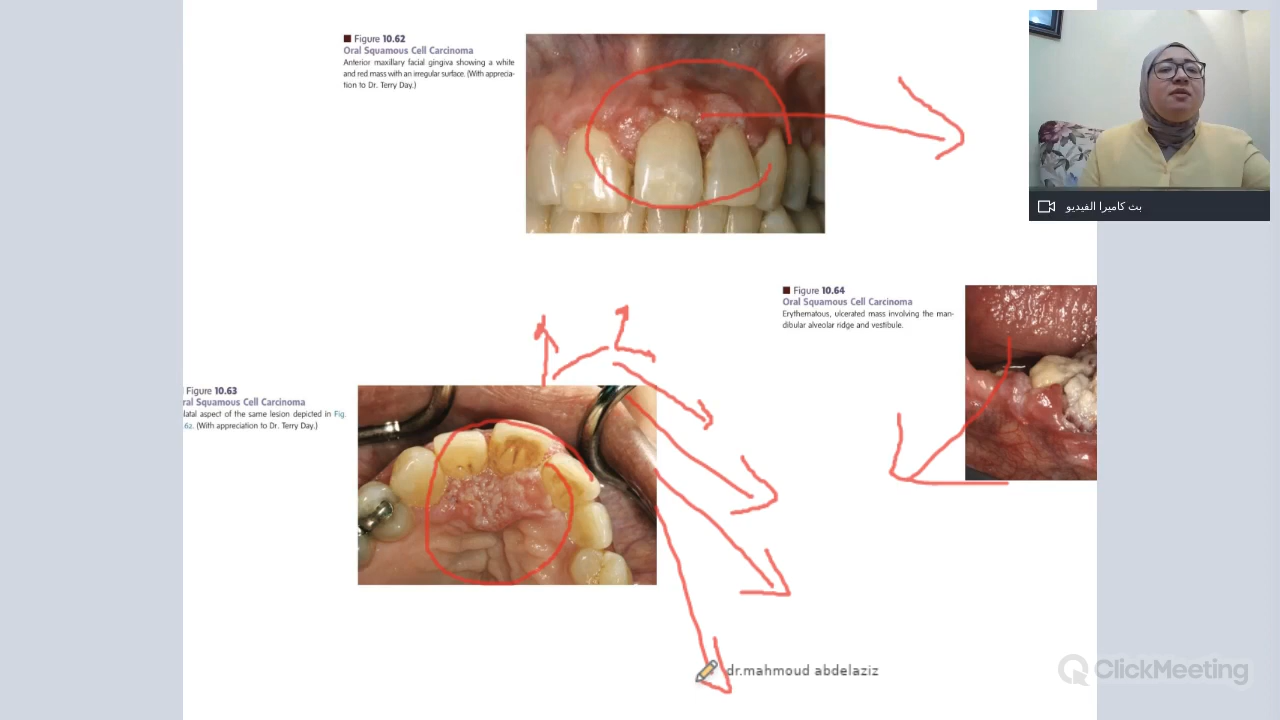 ■ Figure 10.62
Oral Squamous Cell Carcinoma
Anterior maxillary facial gingiva showing a white
and red mass with an irregular surface. (With apprecia-
tion to Dr. Terry Day.)
بث كاميرا الفيديو
■ Figure 10.64
Oral Squamous Cell Carcinoma
Erythematous, ulcerated mass involving the man-
dibular alveolar ridge and vestibule.
Figure 10.63
ral Squamous Cell Carcinoma
latal aspect of the same lesion depicted in Fig.
.62. (With appreciation to Dr. Terry Day.)
dr.mahmoud abdelaziz
ClickMeeting